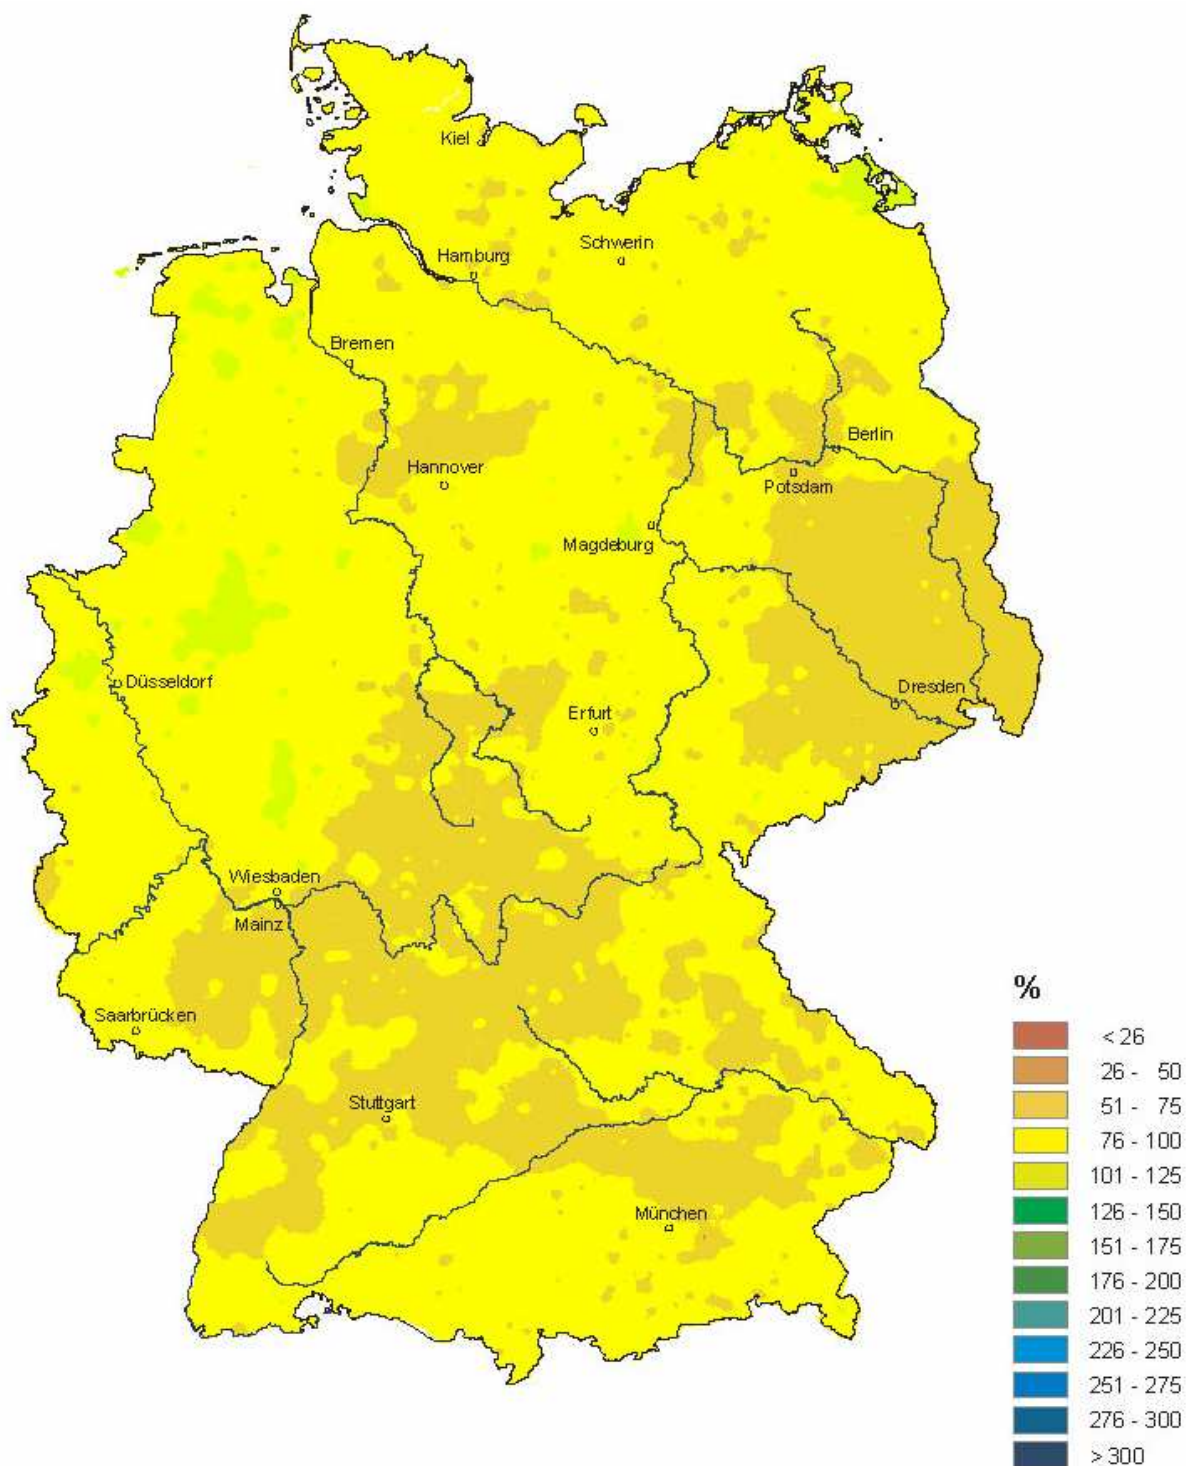 Kiel
Schwerin
Hamburg
Bremen
Berlin
Hannover
Potsdam
Magdeburg
Düsseldorf
Dresden
Erfurt
Wiesbaden
Mainz
Saarbrücken
Stuttgart
München
%
< 26
26 - 50
51 - 75
76 - 100
101 - 125
126 - 150
151 - 175
176 - 200
201 - 225
226 - 250
251 - 275
276 - 300
> 300